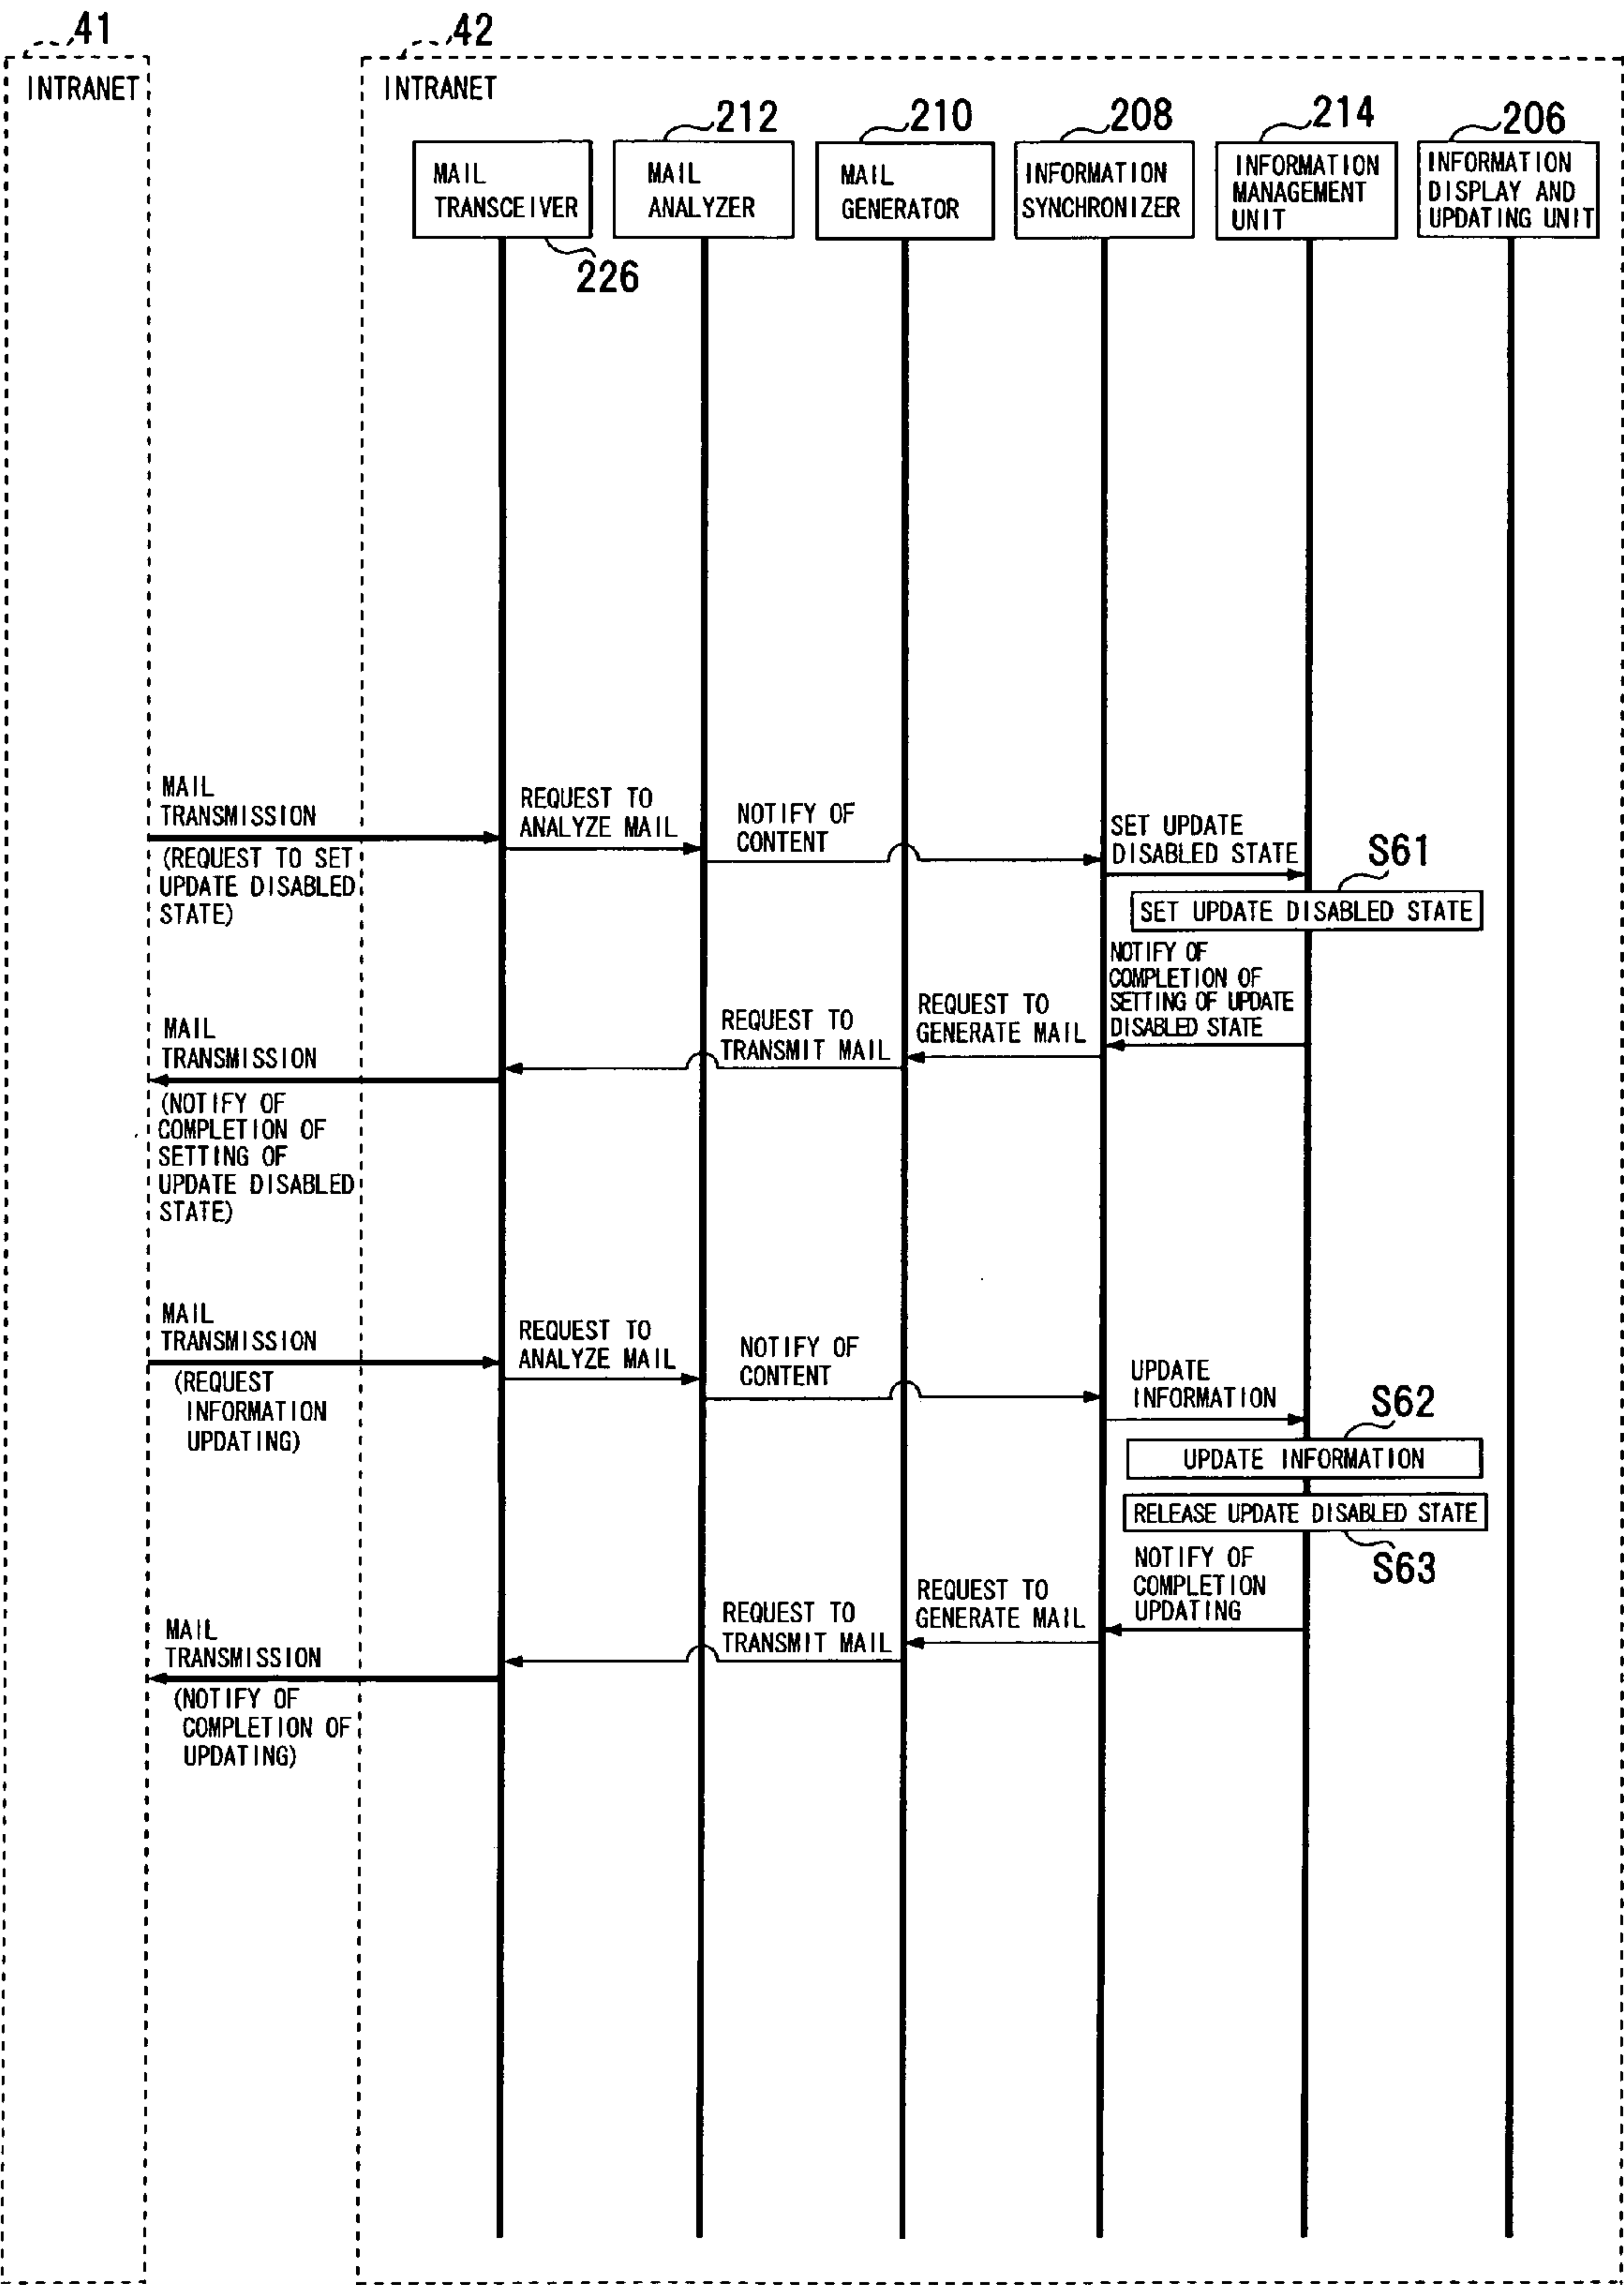 41
42
INTRANET
INTRANET
212
210
208
214
206
MAIL
TRANSCEIVER
MAIL
ANALYZER
MAIL
GENERATOR
INFORMATION
SYNCHRONIZER
INFORMATION
MANAGEMENT
UNIT
INFORMATION
DISPLAY AND
UPDATING UNIT
226
MAIL
TRANSMISSION
(REQUEST TO SET
UPDATE DISABLED
STATE)
REQUEST TO
ANALYZE MAIL
NOTIFY OF
CONTENT
SET UPDATE
DISABLED STATE
S61
SET UPDATE DISABLED STATE
NOTIFY OF
COMPLETION OF
SETTING OF UPDATE
DISABLED STATE
REQUEST TO
GENERATE MAIL
REQUEST TO
TRANSMIT MAIL
MAIL
TRANSMISSION
(NOTIFY OF
COMPLETION OF
SETTING OF
UPDATE DISABLED
STATE)
MAIL
TRANSMISSION
(REQUEST
INFORMATION
UPDATING)
REQUEST TO
ANALYZE MAIL
NOTIFY OF
CONTENT
UPDATE
INFORMATION
S62
UPDATE INFORMATION
RELEASE UPDATE DISABLED STATE
S63
NOTIFY OF
COMPLETION
UPDATING
REQUEST TO
GENERATE MAIL
REQUEST TO
TRANSMIT MAIL
MAIL
TRANSMISSION
(NOTIFY OF
COMPLETION OF
UPDATING)